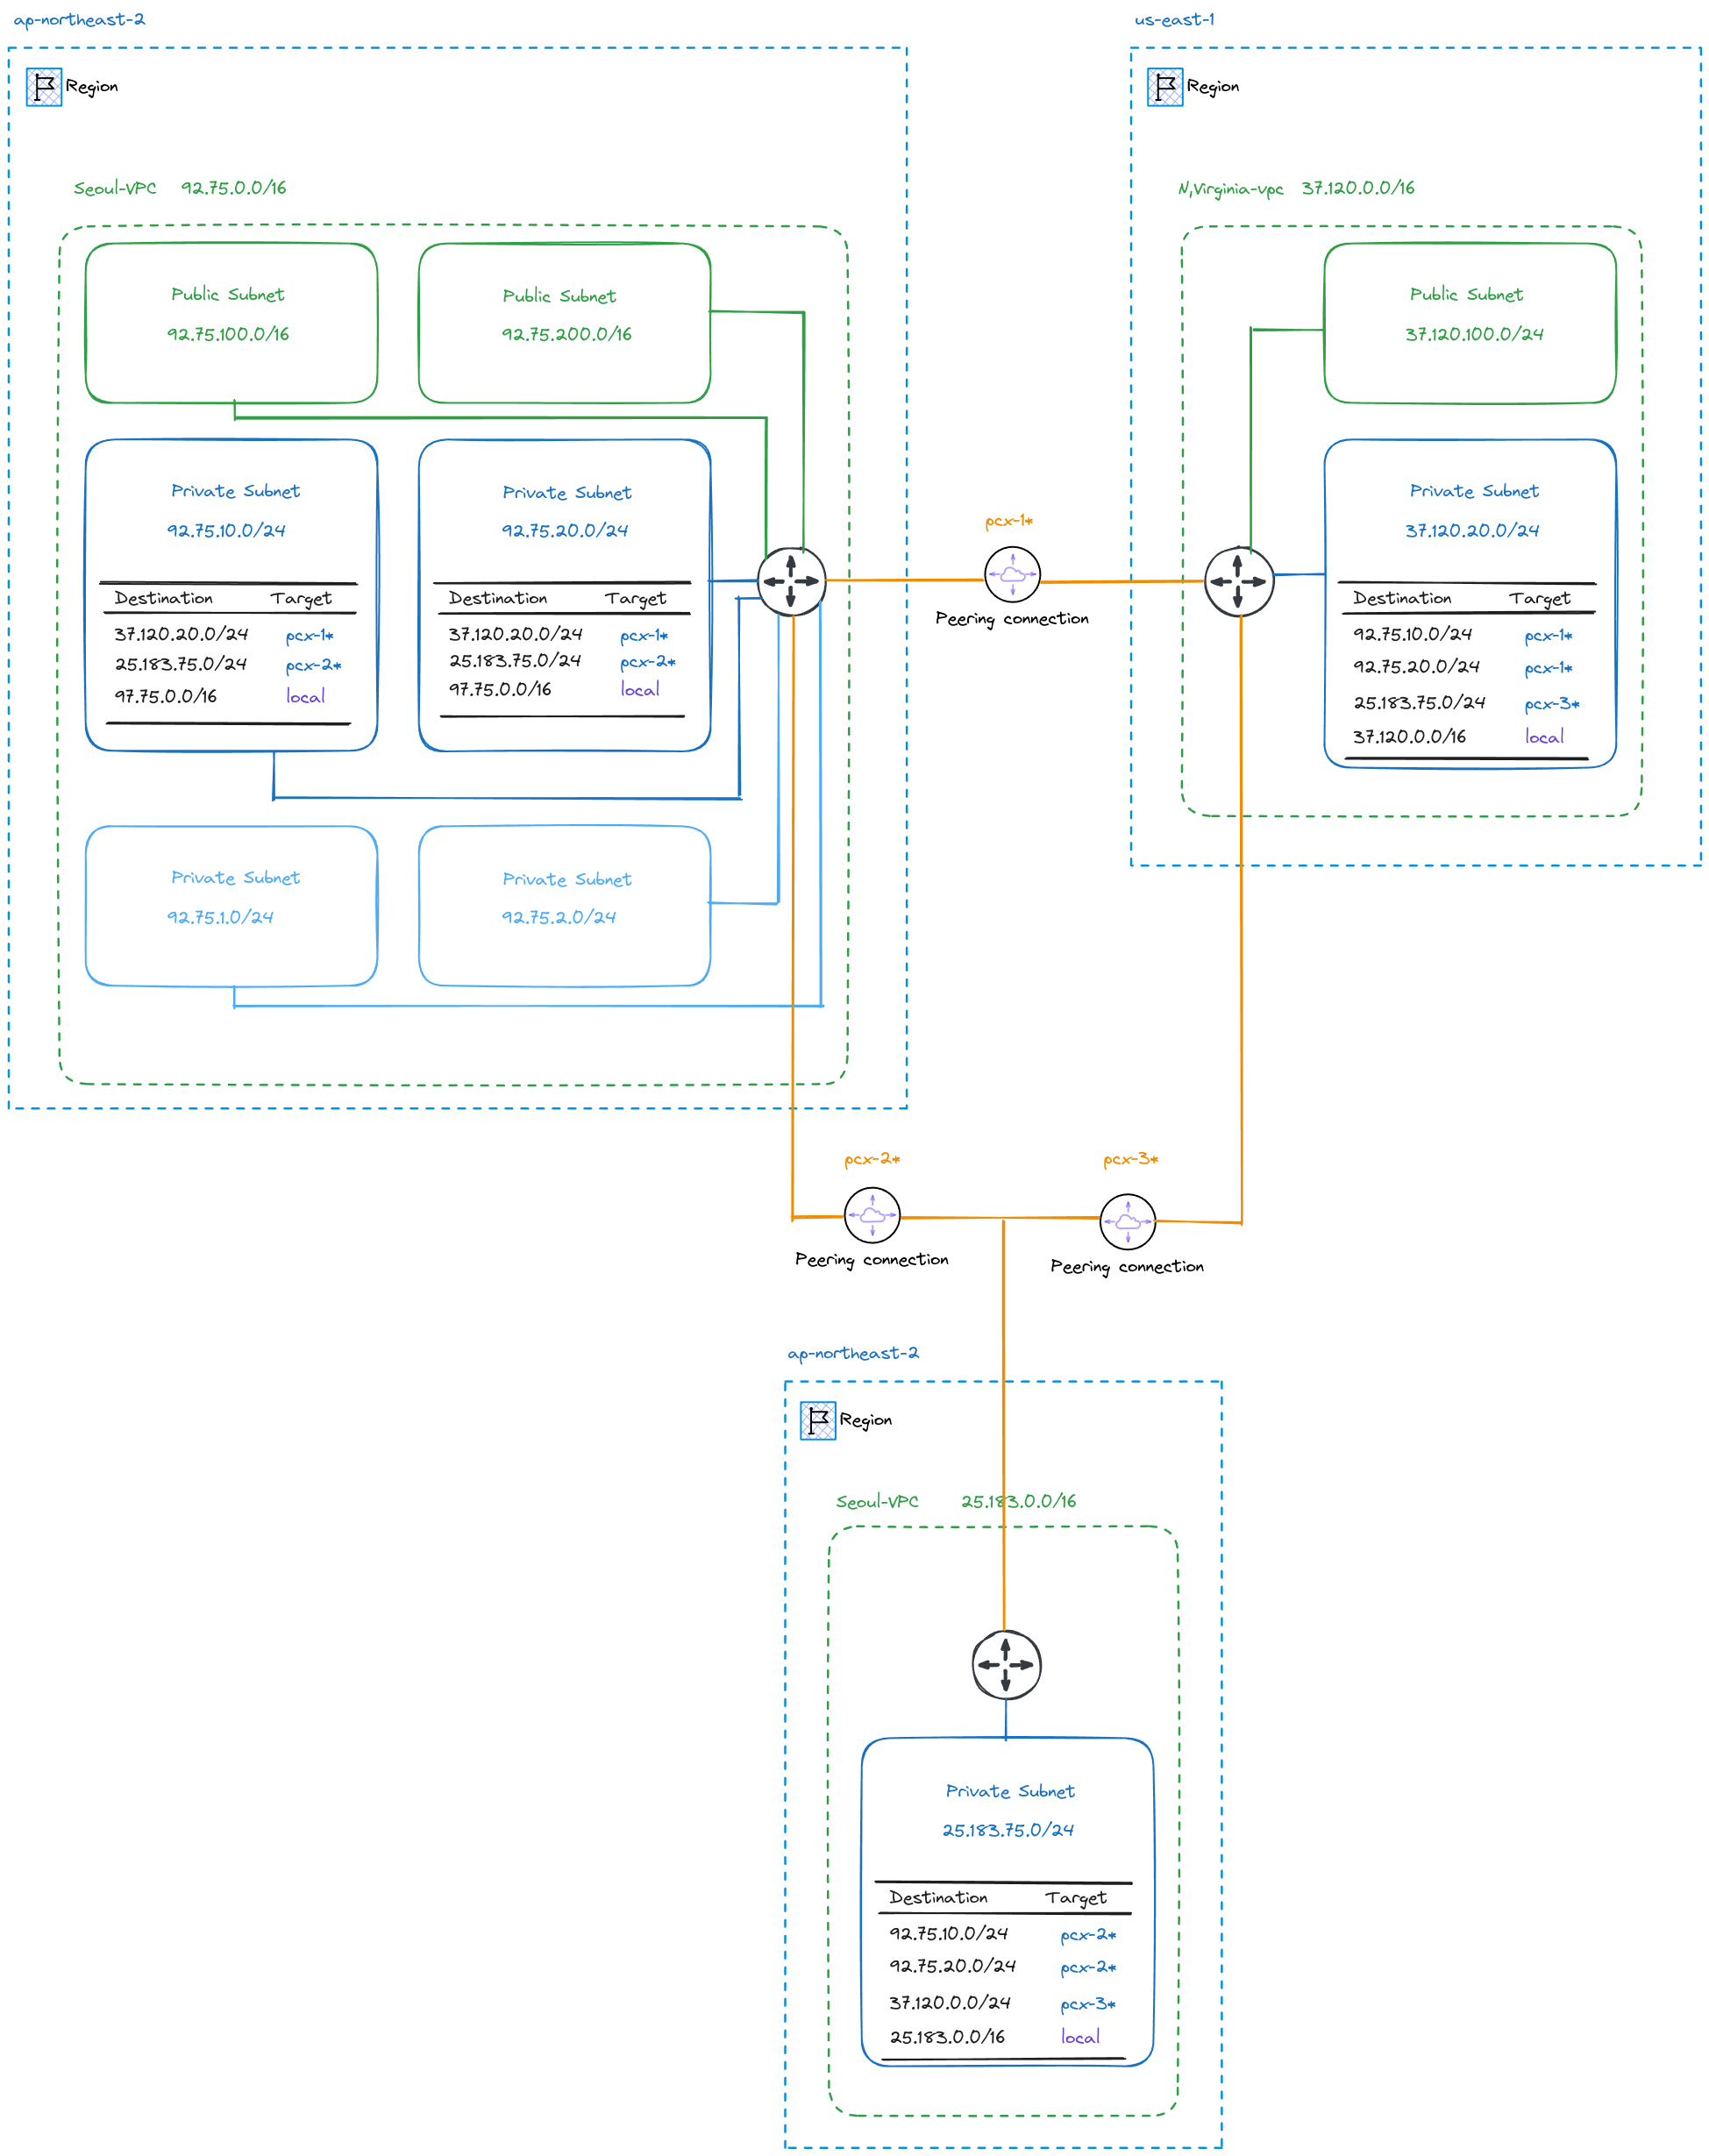 ap-northeast-2
Region
Seoul-VPC 92.75.0.0/16
Public Subnet
92.75.100.0/16
Public Subnet
92.75.200.0/16
Private Subnet
92.75.10.0/24
Destination Target
37.120.20.0/24 pcx-1*
25.183.75.0/24 pcx-2*
97.75.0.0/16 local
Private Subnet
92.75.20.0/24
Destination Target
37.120.20.0/24 pcx-1*
25.183.75.0/24 pcx-2*
97.75.0.0/16 local
Private Subnet
92.75.1.0/24
Private Subnet
92.75.2.0/24
pcx-1*
Peering connection
us-east-1
Region
N,Virginia-vpc 37.120.0.0/16
Public Subnet
37.120.100.0/24
Private Subnet
37.120.20.0/24
Destination Target
92.75.10.0/24 pcx-1*
92.75.20.0/24 pcx-1*
25.183.75.0/24 pcx-3*
37.120.0.0/16 local
pcx-2*
Peering connection
pcx-3*
Peering connection
ap-northeast-2
Region
Seoul-VPC 25.183.0.0/16
Private Subnet
25.183.75.0/24
Destination Target
92.75.10.0/24 pcx-2*
92.75.20.0/24 pcx-2*
37.120.0.0/24 pcx-3*
25.183.0.0/16 local